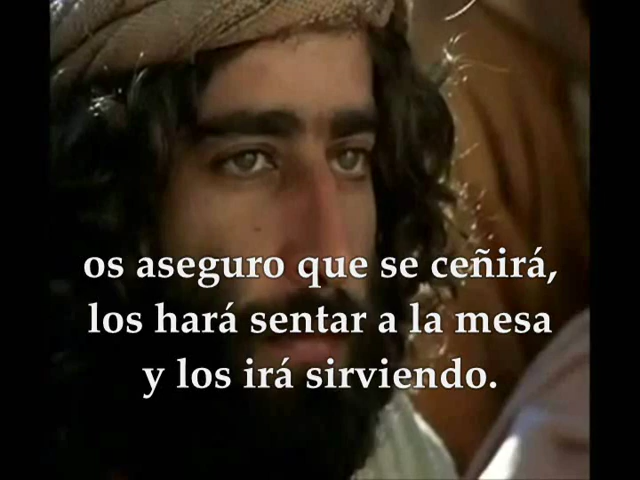 os aseguro que se ceñirá,
los hará sentar a la mesa
y los irá sirviendo.